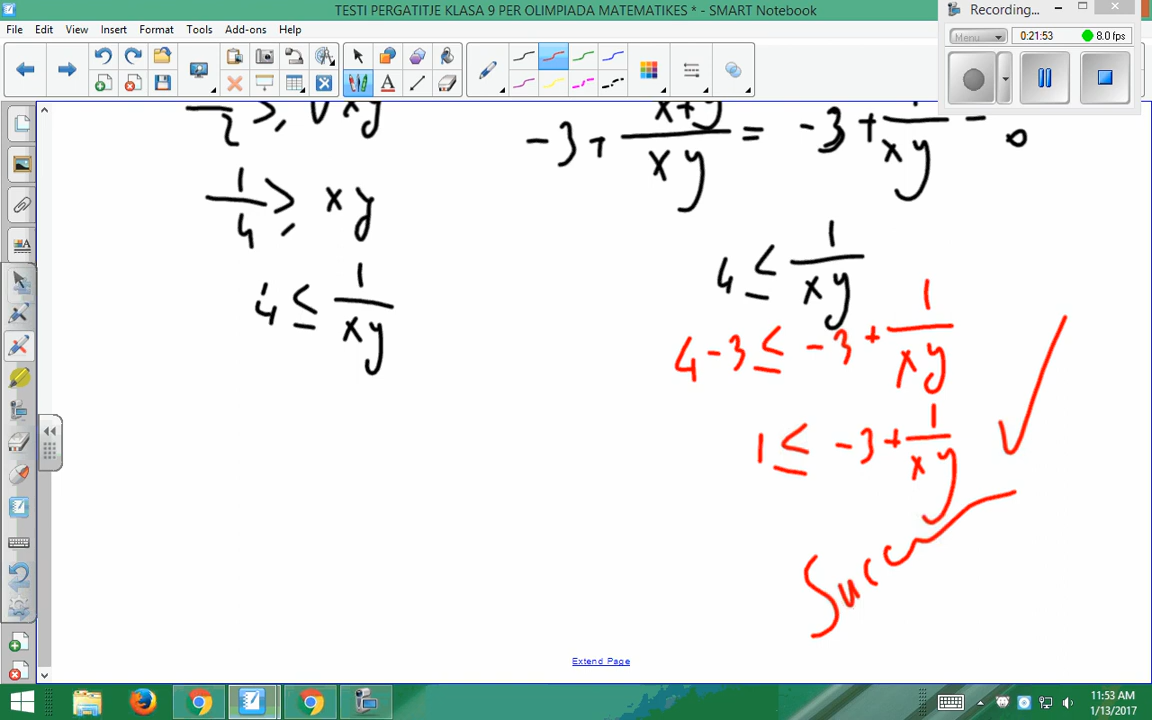 TESTI PERGATITJE KLASA 9 PER OLIMPIADA MATEMATIKES * - SMART Notebook
Recording...
File Edit View Insert Format Tools Add-ons Help
Menu
0:21:53
8.0 fps
/2 ≥ √xy
1/4 ≥ xy
4 ≤ 1/xy
-3 + x+y/xy = -3 + 1/xy =
4 ≤ 1/xy
4-3 ≤ -3 + 1/xy
1 ≤ -3 + 1/xy
Extend Page
11:53 AM
1/13/2017